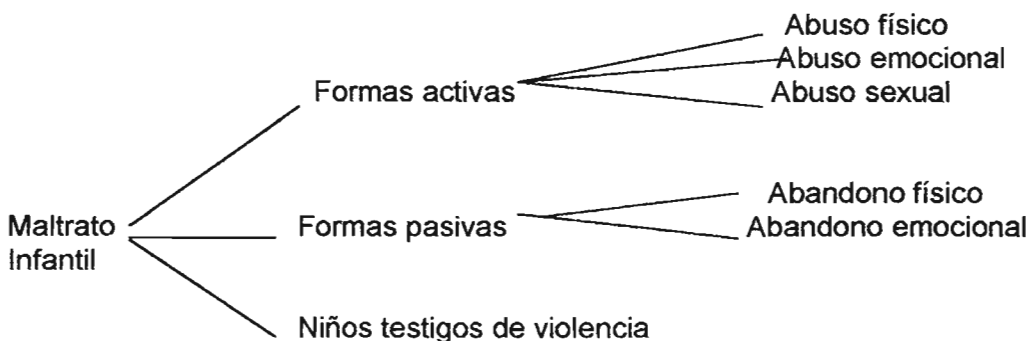 Maltrato
Infantil
Formas activas
Abuso físico
Abuso emocional
Abuso sexual
Formas pasivas
Abandono físico
Abandono emocional
Niños testigos de violencia